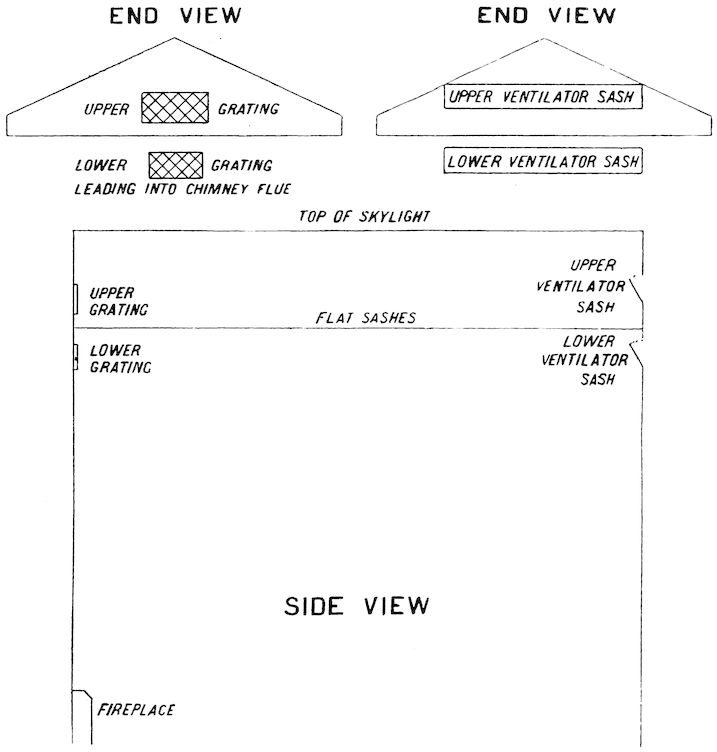 END VIEW
UPPER GRATING
LOWER GRATING
LEADING INTO CHIMNEY FLUE
END VIEW
UPPER VENTILATOR SASH
LOWER VENTILATOR SASH
TOP OF SKYLIGHT
UPPER
GRATING
UPPER
VENTILATOR
SASH
FLAT SASHES
LOWER
GRATING
LOWER
VENTILATOR
SASH
SIDE VIEW
FIREPLACE